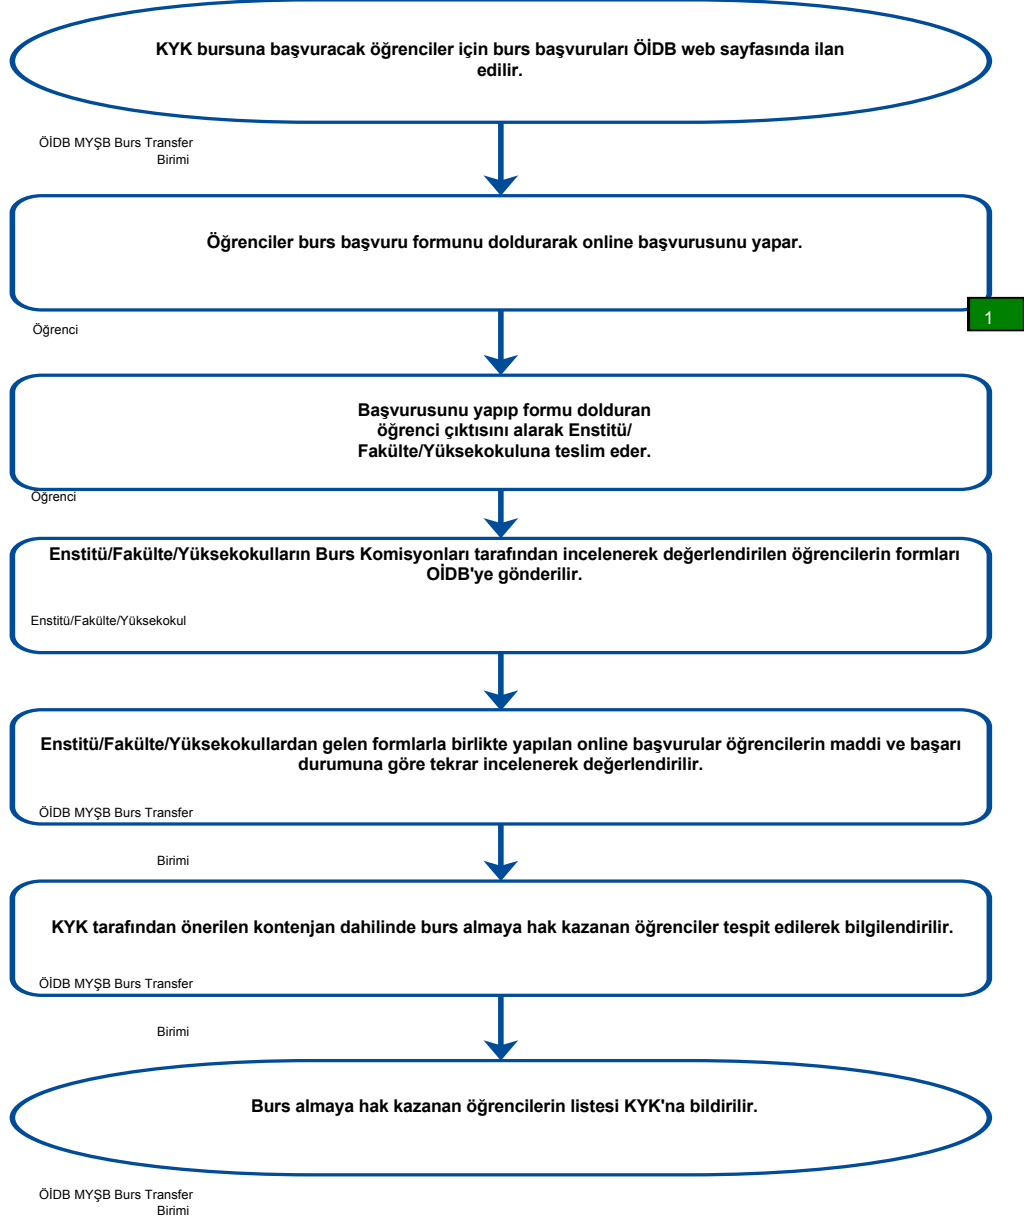 KYK bursuna başvuracak öğrenciler için burs başvuruları ÖİDB web sayfasında ilan
edilir.
ÖİDB MYŞB Burs Transfer
Birimi
Öğrenciler burs başvuru formunu doldurarak online başvurusunu yapar.
1
Öğrenci
Başvurusunu yapıp formu dolduran
öğrenci çıktısını alarak Enstitü/
Fakülte/Yüksekokuluna teslim eder.
Öğrenci
Enstitü/Fakülte/Yüksekokulların Burs Komisyonları tarafından incelenerek değerlendirilen öğrencilerin formları
OİDB'ye gönderilir.
Enstitü/Fakülte/Yüksekokul
Enstitü/Fakülte/Yüksekokullardan gelen formlarla birlikte yapılan online başvurular öğrencilerin maddi ve başarı
durumuna göre tekrar incelenerek değerlendirilir.
ÖİDB MYŞB Burs Transfer
Birimi
KYK tarafından önerilen kontenjan dahilinde burs almaya hak kazanan öğrenciler tespit edilerek bilgilendirilir.
ÖİDB MYŞB Burs Transfer
Birimi
Burs almaya hak kazanan öğrencilerin listesi KYK'na bildirilir.
ÖİDB MYŞB Burs Transfer
Birimi